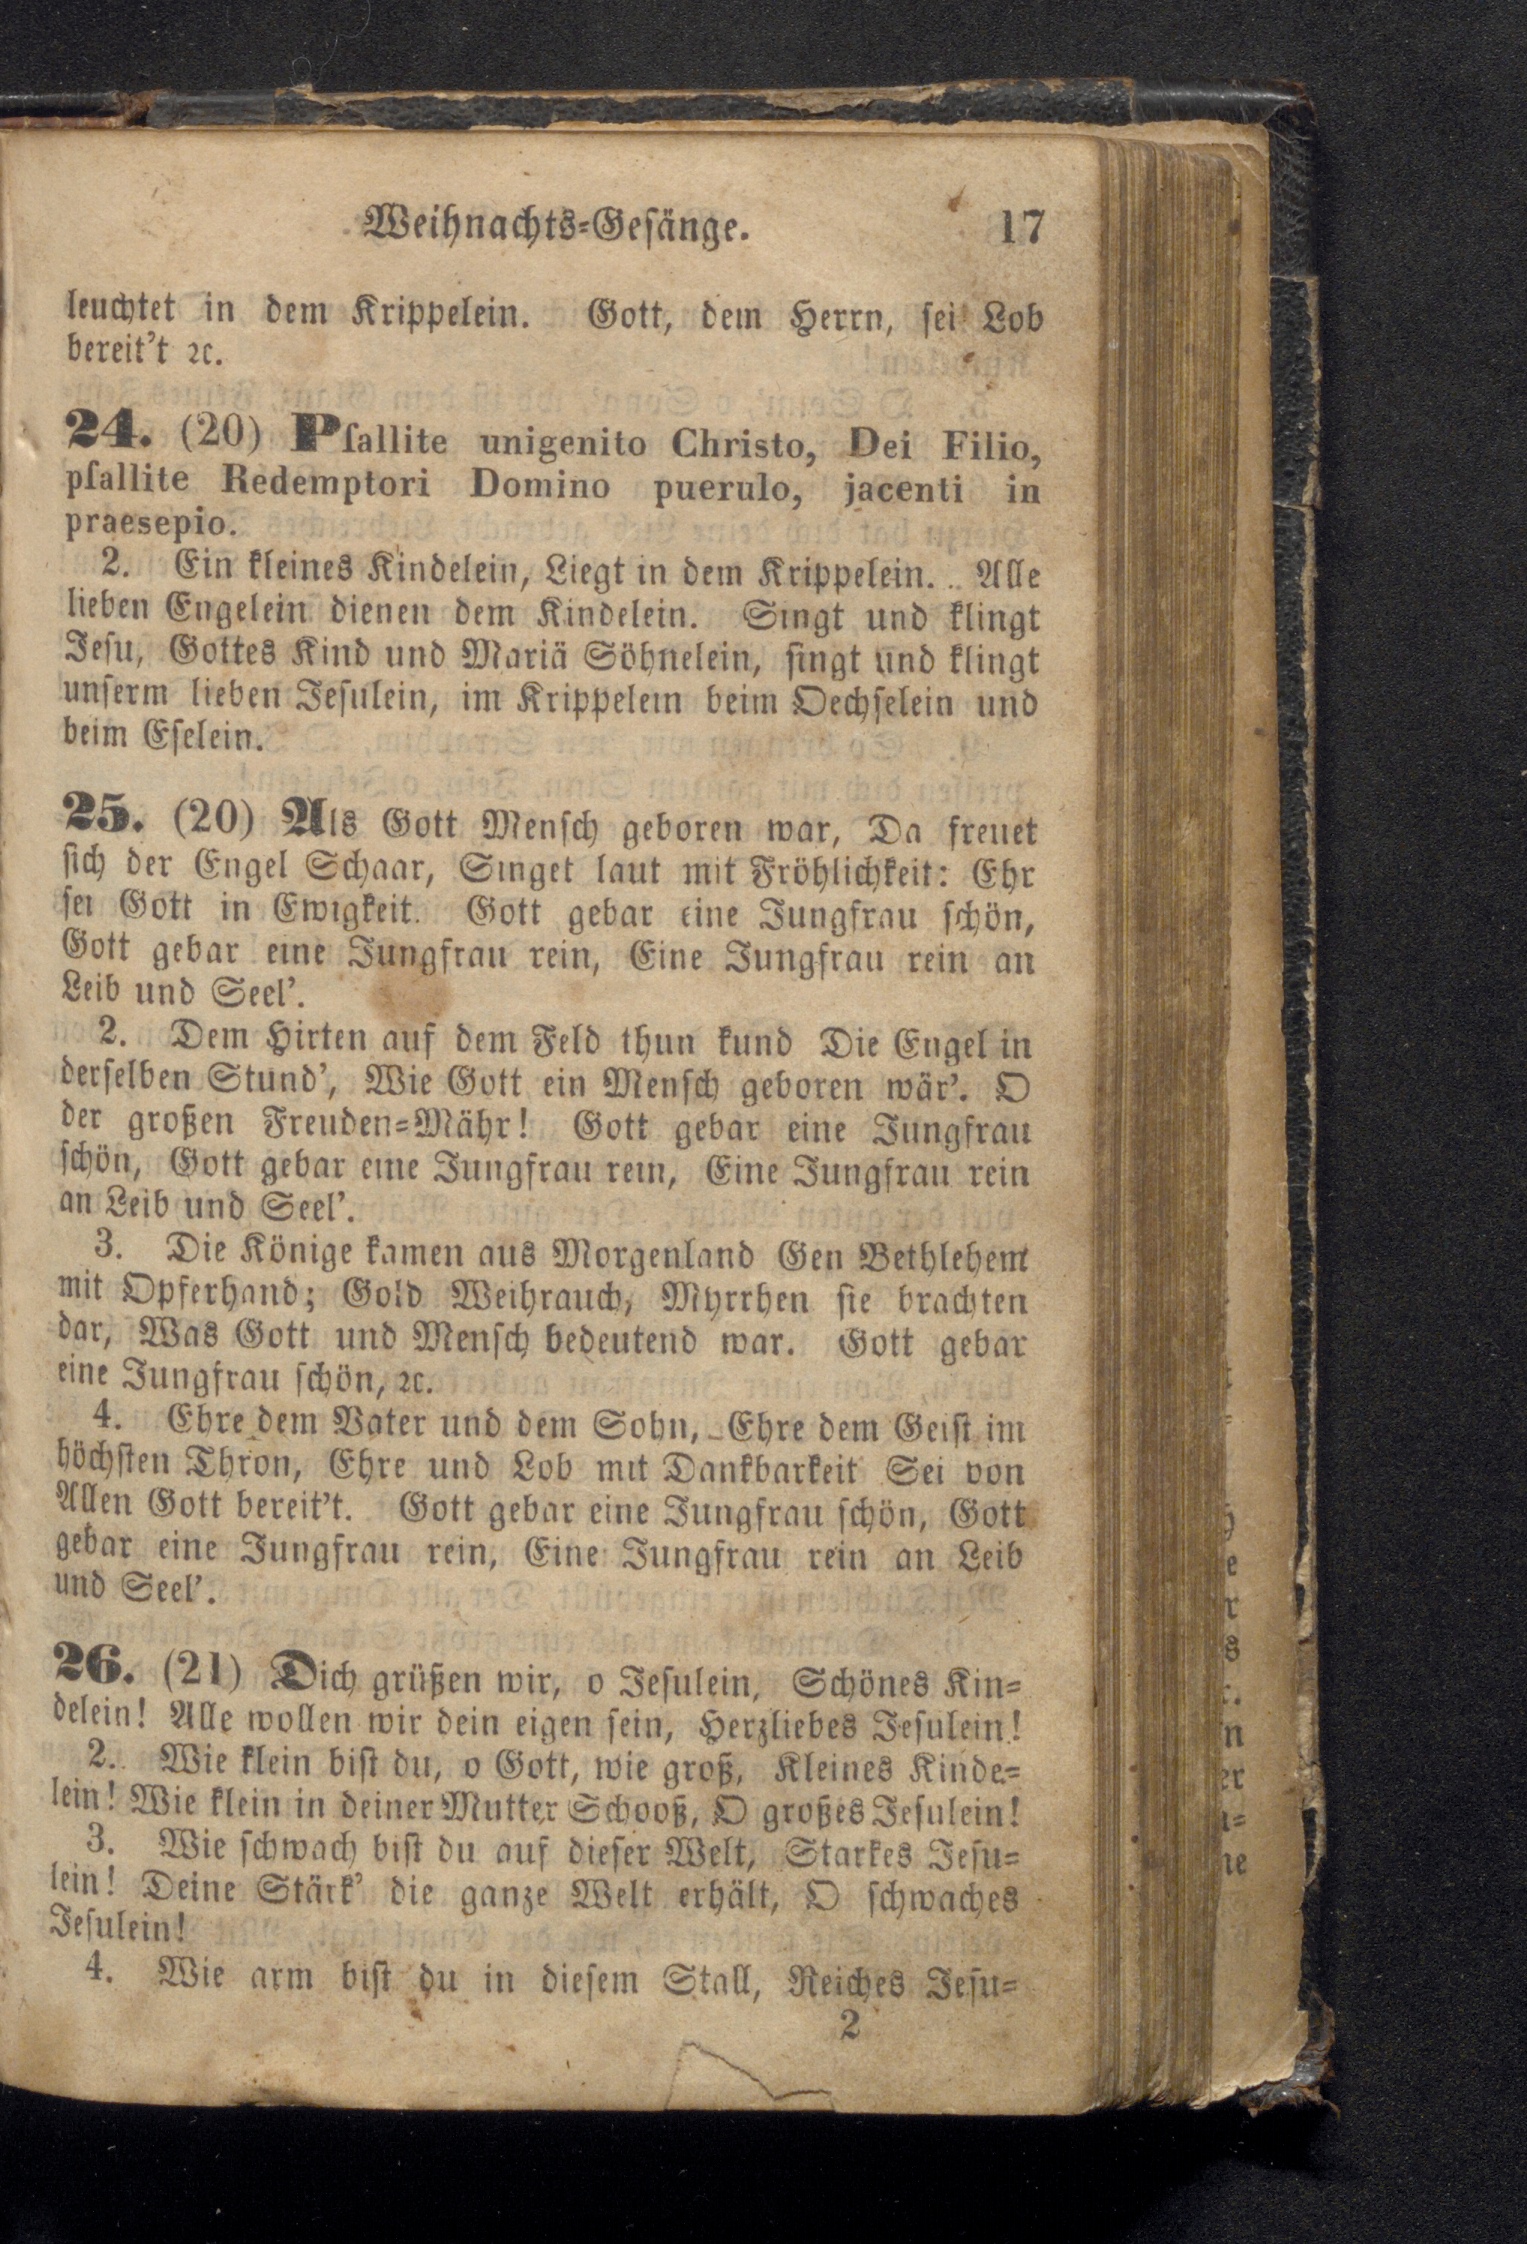 Weihnachts-Gesänge. 17
leuchtet in dem Krippelein. Gott, dem Herrn, sei Lob
bereit't ꝛc.
24. (20) Pſallite unigenito Christo, Dei Filio,
pſallite Redemptori Domino puerulo, jacenti in
praesepio.
2. Ein kleines Kindelein, Liegt in dem Krippelein. Alle
lieben Engelein dienen dem Kindelein. Singt und klingt
Jeſu, Gottes Kind und Mariä Söhnelein, ſingt und klingt
unſerm lieben Jeſulein, im Krippelein beim Oechſelein und
beim Eſelein.
25. (20) Als Gott Menſch geboren war, Da freuet
ſich der Engel Schaar, Singet laut mit Fröhlichkeit: Ehr
ſei Gott in Ewigkeit. Gott gebar eine Jungfrau ſchön,
Gott gebar eine Jungfrau rein, Eine Jungfrau rein an
Leib und Seel'.
2. Dem Hirten auf dem Feld thun kund Die Engel in
derſelben Stund', Wie Gott ein Menſch geboren wär'. O
der großen Freuden-Mähr! Gott gebar eine Jungfrau
ſchön, Gott gebar eine Jungfrau rein, Eine Jungfrau rein
an Leib und Seel'.
3. Die Könige kamen aus Morgenland Gen Bethlehem
mit Opferhand; Gold Weihrauch, Myrrhen ſie brachten
dar, Was Gott und Menſch bedeutend war. Gott gebar
eine Jungfrau ſchön, ꝛc.
4. Ehre dem Vater und dem Sohn, Ehre dem Geiſt im
höchſten Thron, Ehre und Lob mit Dankbarkeit Sei von
Allen Gott bereit't. Gott gebar eine Jungfrau ſchön, Gott
gebar eine Jungfrau rein, Eine Jungfrau rein an Leib
und Seel'.
26. (21) Dich grüßen wir, o Jeſulein, Schönes Kin-
delein! Alle wollen wir dein eigen ſein, Herzliebes Jeſulein!
2. Wie klein biſt du, o Gott, wie groß, Kleines Kinde-
lein! Wie klein in deiner Mutter Schooß, O großes Jeſulein!
3. Wie ſchwach biſt du auf dieſer Welt, Starkes Jeſu-
lein! Deine Stärk' die ganze Welt erhält, O ſchwaches
Jeſulein!
4. Wie arm biſt du in dieſem Stall, Reiches Jeſu-
2